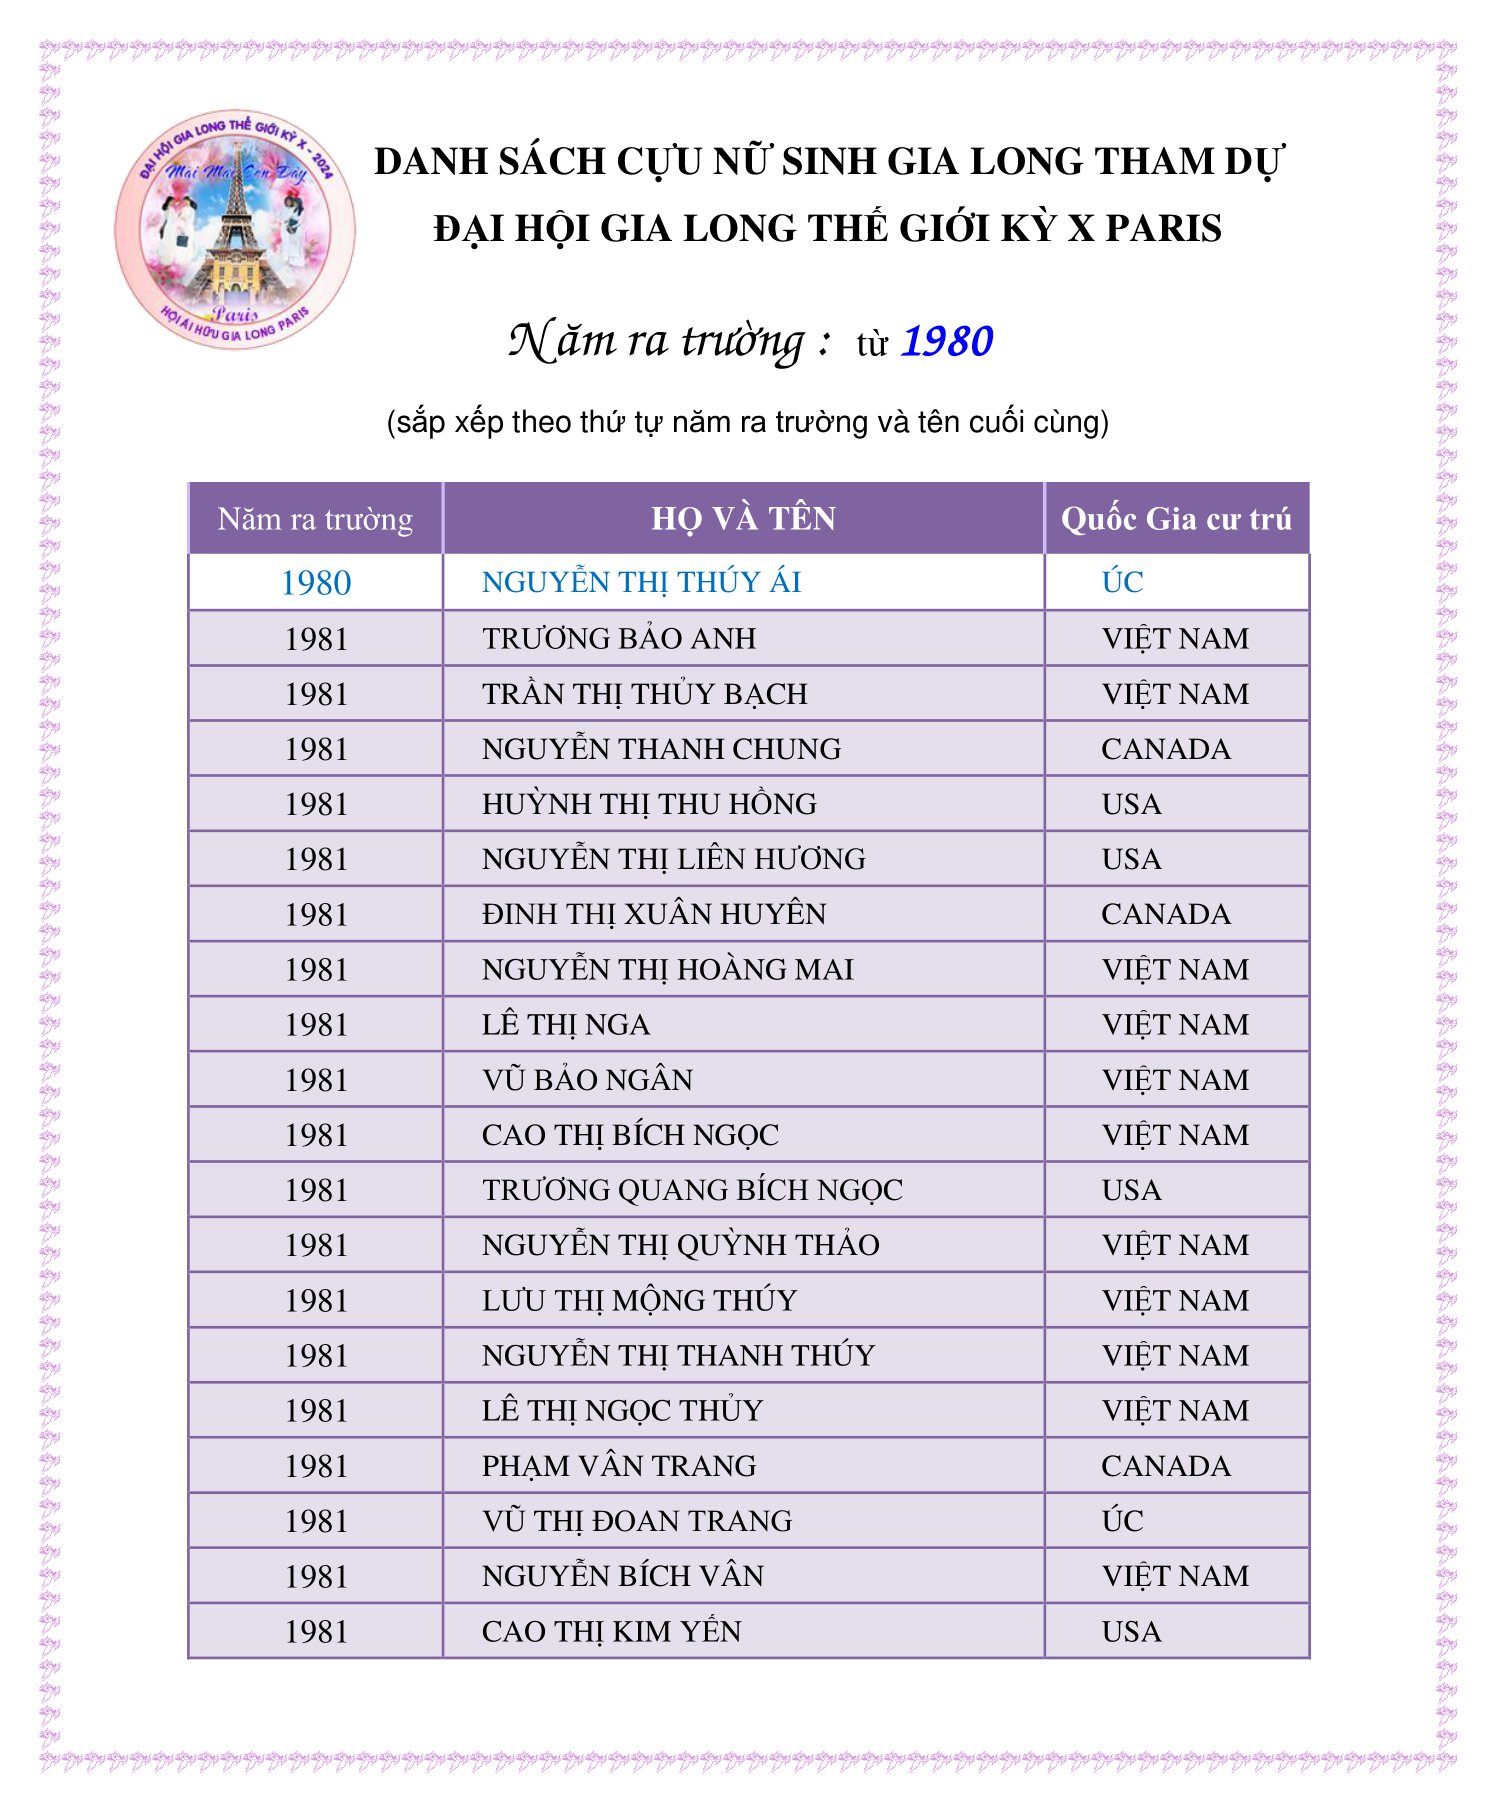 ĐẠI HỘI GIA LONG THẾ GIỚI KỲ X - 2024
Mãi Mãi Còn Đây
Paris
HỘI ÁI HỮU GIA LONG PARIS
DANH SÁCH CỰU NỮ SINH GIA LONG THAM DỰ
ĐẠI HỘI GIA LONG THẾ GIỚI KỲ X PARIS
Năm ra trường : từ 1980
(sắp xếp theo thứ tự năm ra trường và tên cuối cùng)
Năm ra trường HỌ VÀ TÊN Quốc Gia cư trú
1980 NGUYỄN THỊ THÚY ÁI ÚC
1981 TRƯƠNG BẢO ANH VIỆT NAM
1981 TRẦN THỊ THỦY BẠCH VIỆT NAM
1981 NGUYỄN THANH CHUNG CANADA
1981 HUỲNH THỊ THU HỒNG USA
1981 NGUYỄN THỊ LIÊN HƯƠNG USA
1981 ĐINH THỊ XUÂN HUYÊN CANADA
1981 NGUYỄN THỊ HOÀNG MAI VIỆT NAM
1981 LÊ THỊ NGA VIỆT NAM
1981 VŨ BẢO NGÂN VIỆT NAM
1981 CAO THỊ BÍCH NGỌC VIỆT NAM
1981 TRƯƠNG QUANG BÍCH NGỌC USA
1981 NGUYỄN THỊ QUỲNH THẢO VIỆT NAM
1981 LƯU THỊ MỘNG THÚY VIỆT NAM
1981 NGUYỄN THỊ THANH THÚY VIỆT NAM
1981 LÊ THỊ NGỌC THỦY VIỆT NAM
1981 PHẠM VÂN TRANG CANADA
1981 VŨ THỊ ĐOAN TRANG ÚC
1981 NGUYỄN BÍCH VÂN VIỆT NAM
1981 CAO THỊ KIM YẾN USA